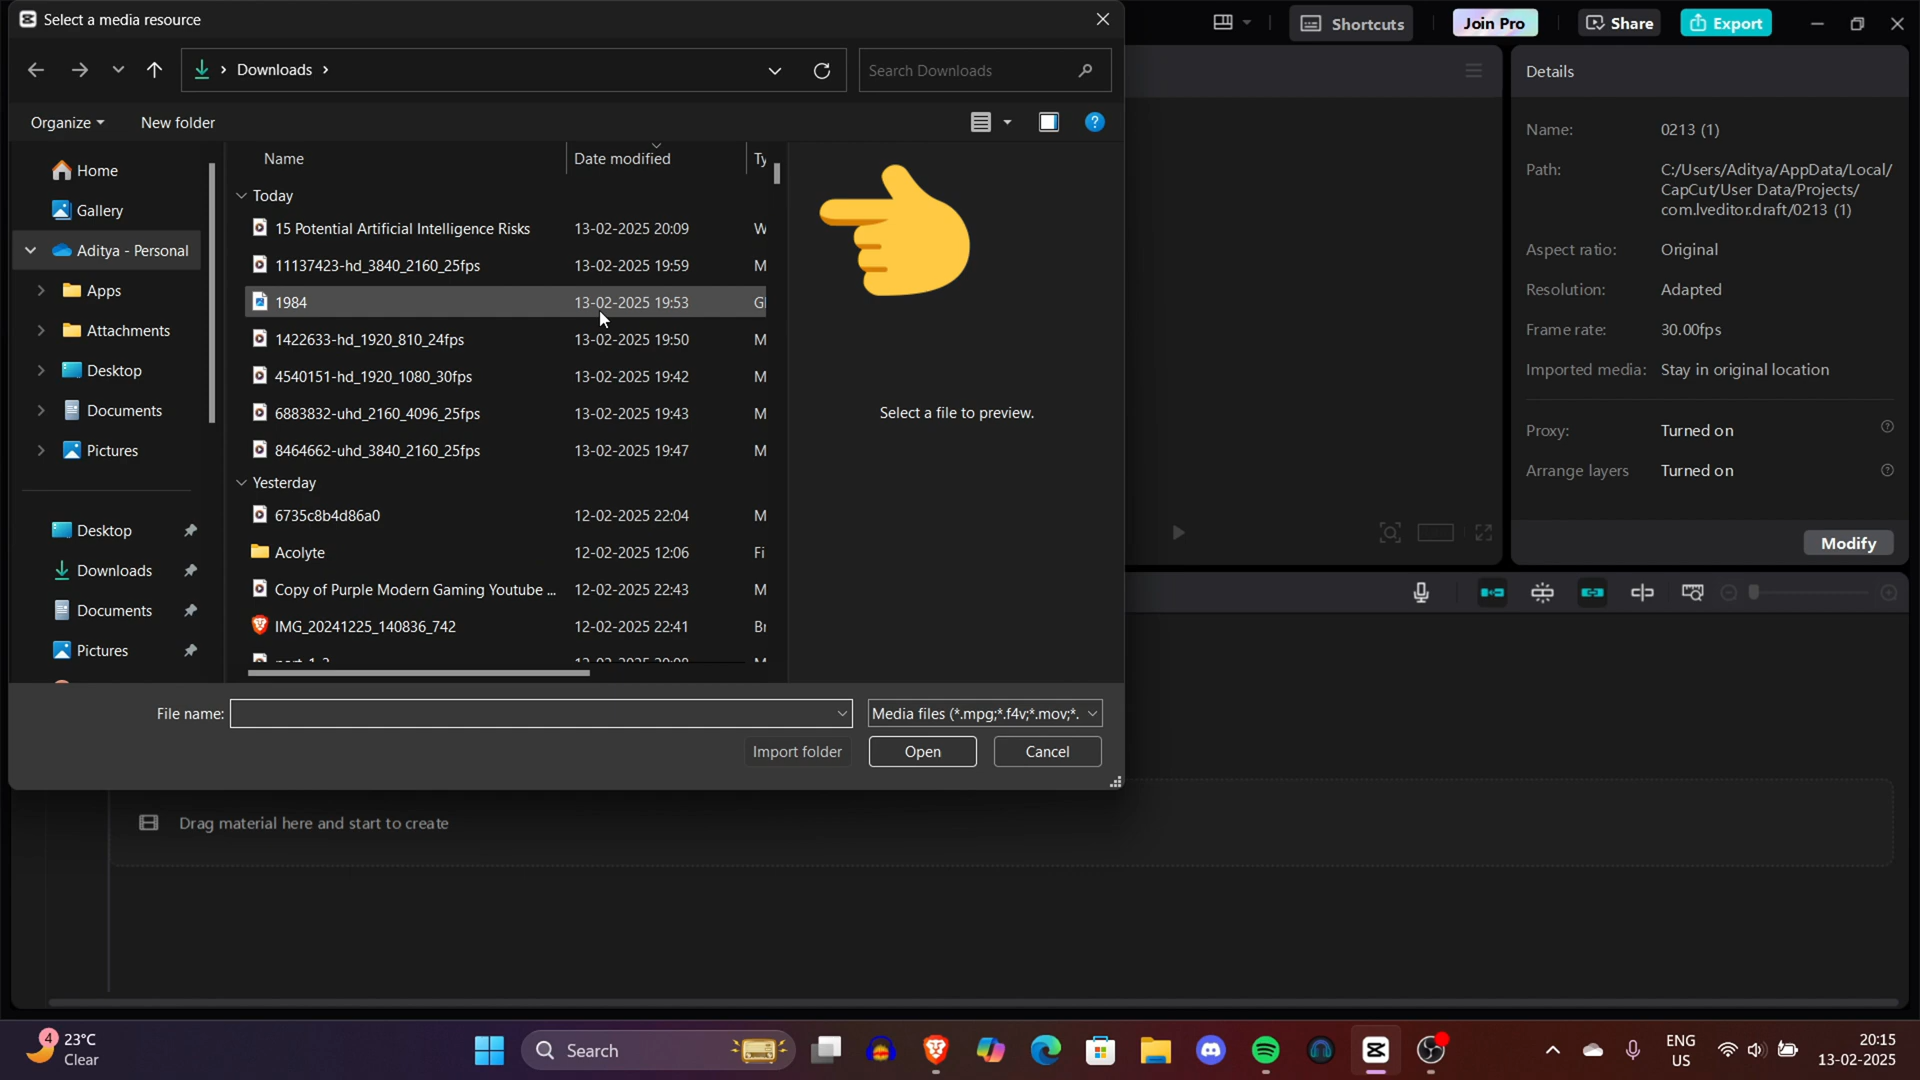 Select a media resource
Shortcuts
Join Pro
Share
Export
Downloads
Search Downloads
Organize
New folder
Details
Name: 0213 (1)
Path: C:/Users/Aditya/AppData/Local/
CapCut/User Data/Projects/
com.lveditor.draft/0213 (1)
Aspect ratio: Original
Resolution: Adapted
Frame rate: 30.00fps
Imported media: Stay in original location
Proxy: Turned on
Arrange layers Turned on
Modify
Home
Gallery
Aditya - Personal
Apps
Attachments
Desktop
Documents
Pictures
Desktop
Downloads
Documents
Pictures
Name Date modified Ty
Today
15 Potential Artificial Intelligence Risks 13-02-2025 20:09 W
11137423-hd_3840_2160_25fps 13-02-2025 19:59 M
1984 13-02-2025 19:53 GI
1422633-hd_1920_810_24fps 13-02-2025 19:50 M
4540151-hd_1920_1080_30fps 13-02-2025 19:42 M
6883832-uhd_2160_4096_25fps 13-02-2025 19:43 M
8464662-uhd_3840_2160_25fps 13-02-2025 19:47 M
Yesterday
6735c8b4d86a0 12-02-2025 22:04 M
Acolyte 12-02-2025 12:06 Fi
Copy of Purple Modern Gaming Youtube ... 12-02-2025 22:43 M
IMG_20241225_140836_742 12-02-2025 22:41 Br
Select a file to preview.
File name:
Media files (*.mpg;*.f4v;*.mov;*.
Import folder
Open
Cancel
Drag material here and start to create
4
23°C
Clear
Search
ENG
US
20:15
13-02-2025